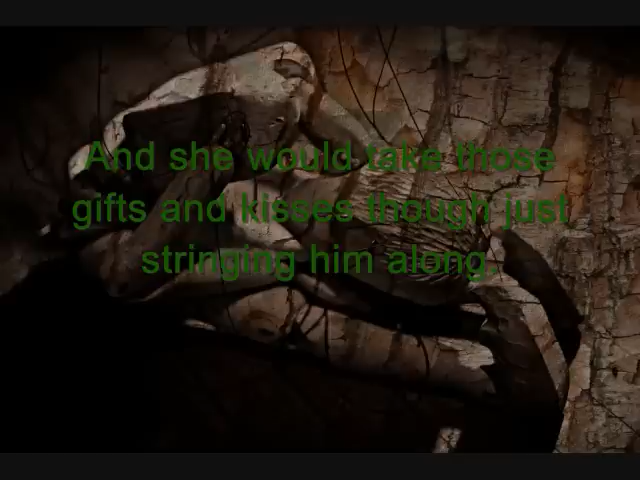 And she would take those
gifts and kisses though just
stringing him along.